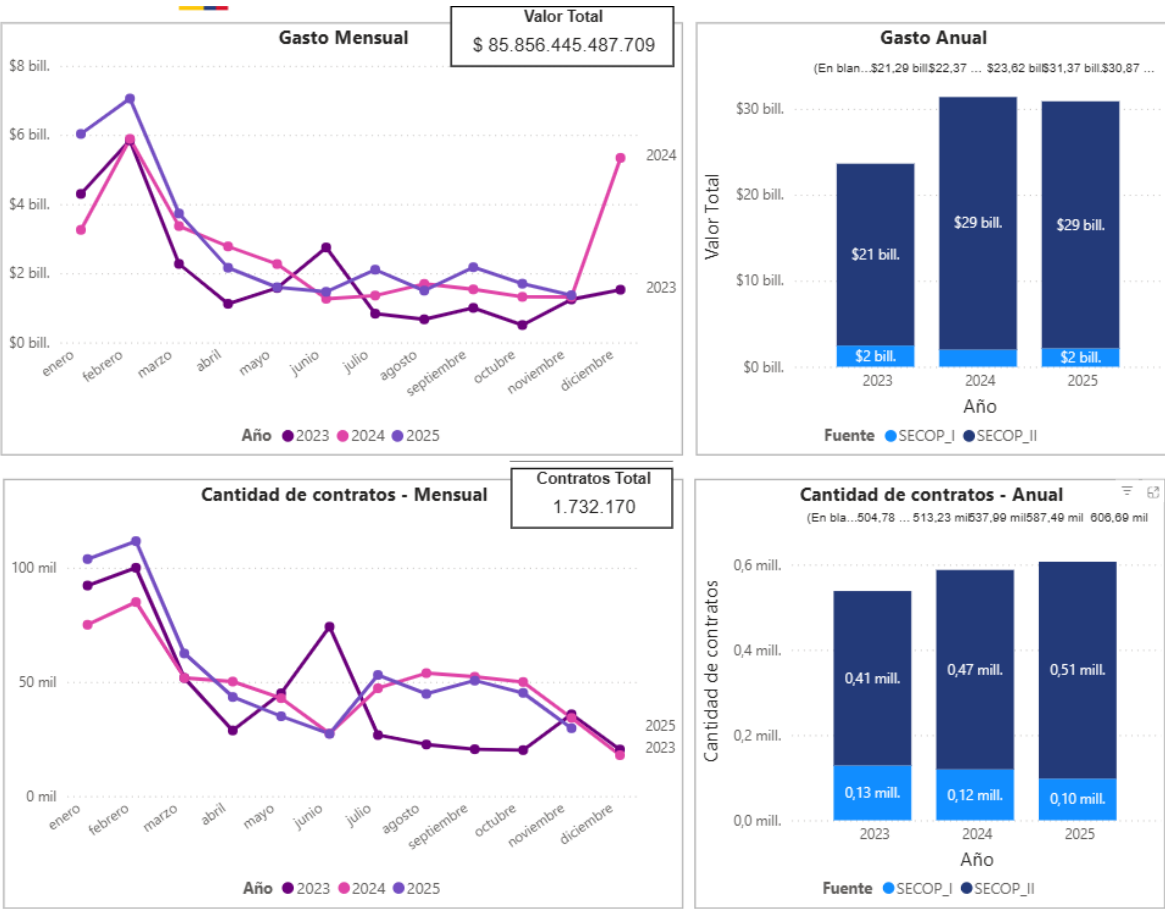 Valor Total
$ 85.856.445.487.709
Gasto Mensual
$8 bill.
$6 bill.
$4 bill.
$2 bill.
$0 bill.
2024
2023
enero
febrero
marzo
abril
mayo
junio
julio
agosto
septiembre
octubre
noviembre
diciembre
Año 2023 2024 2025
Gasto Anual
(En blan... $21,29 bill. $22,37 ... $23,62 bill. $31,37 bill. $30,87 ...
Valor Total
$30 bill.
$20 bill.
$10 bill.
$0 bill.
$21 bill.
$29 bill.
$29 bill.
$2 bill.
$2 bill.
2023
2024
2025
Año
Fuente SECOP_I SECOP_II
Contratos Total
1.732.170
Cantidad de contratos - Mensual
100 mil
50 mil
0 mil
2025
2023
enero
febrero
marzo
abril
mayo
junio
julio
agosto
septiembre
octubre
noviembre
diciembre
Año 2023 2024 2025
Cantidad de contratos - Anual
(En bla... 504,78 ... 513,23 mil 537,99 mil 587,49 mil 606,69 mil
Cantidad de contratos
0,6 mill.
0,4 mill.
0,2 mill.
0,0 mill.
0,41 mill.
0,47 mill.
0,51 mill.
0,13 mill.
0,12 mill.
0,10 mill.
2023
2024
2025
Año
Fuente SECOP_I SECOP_II